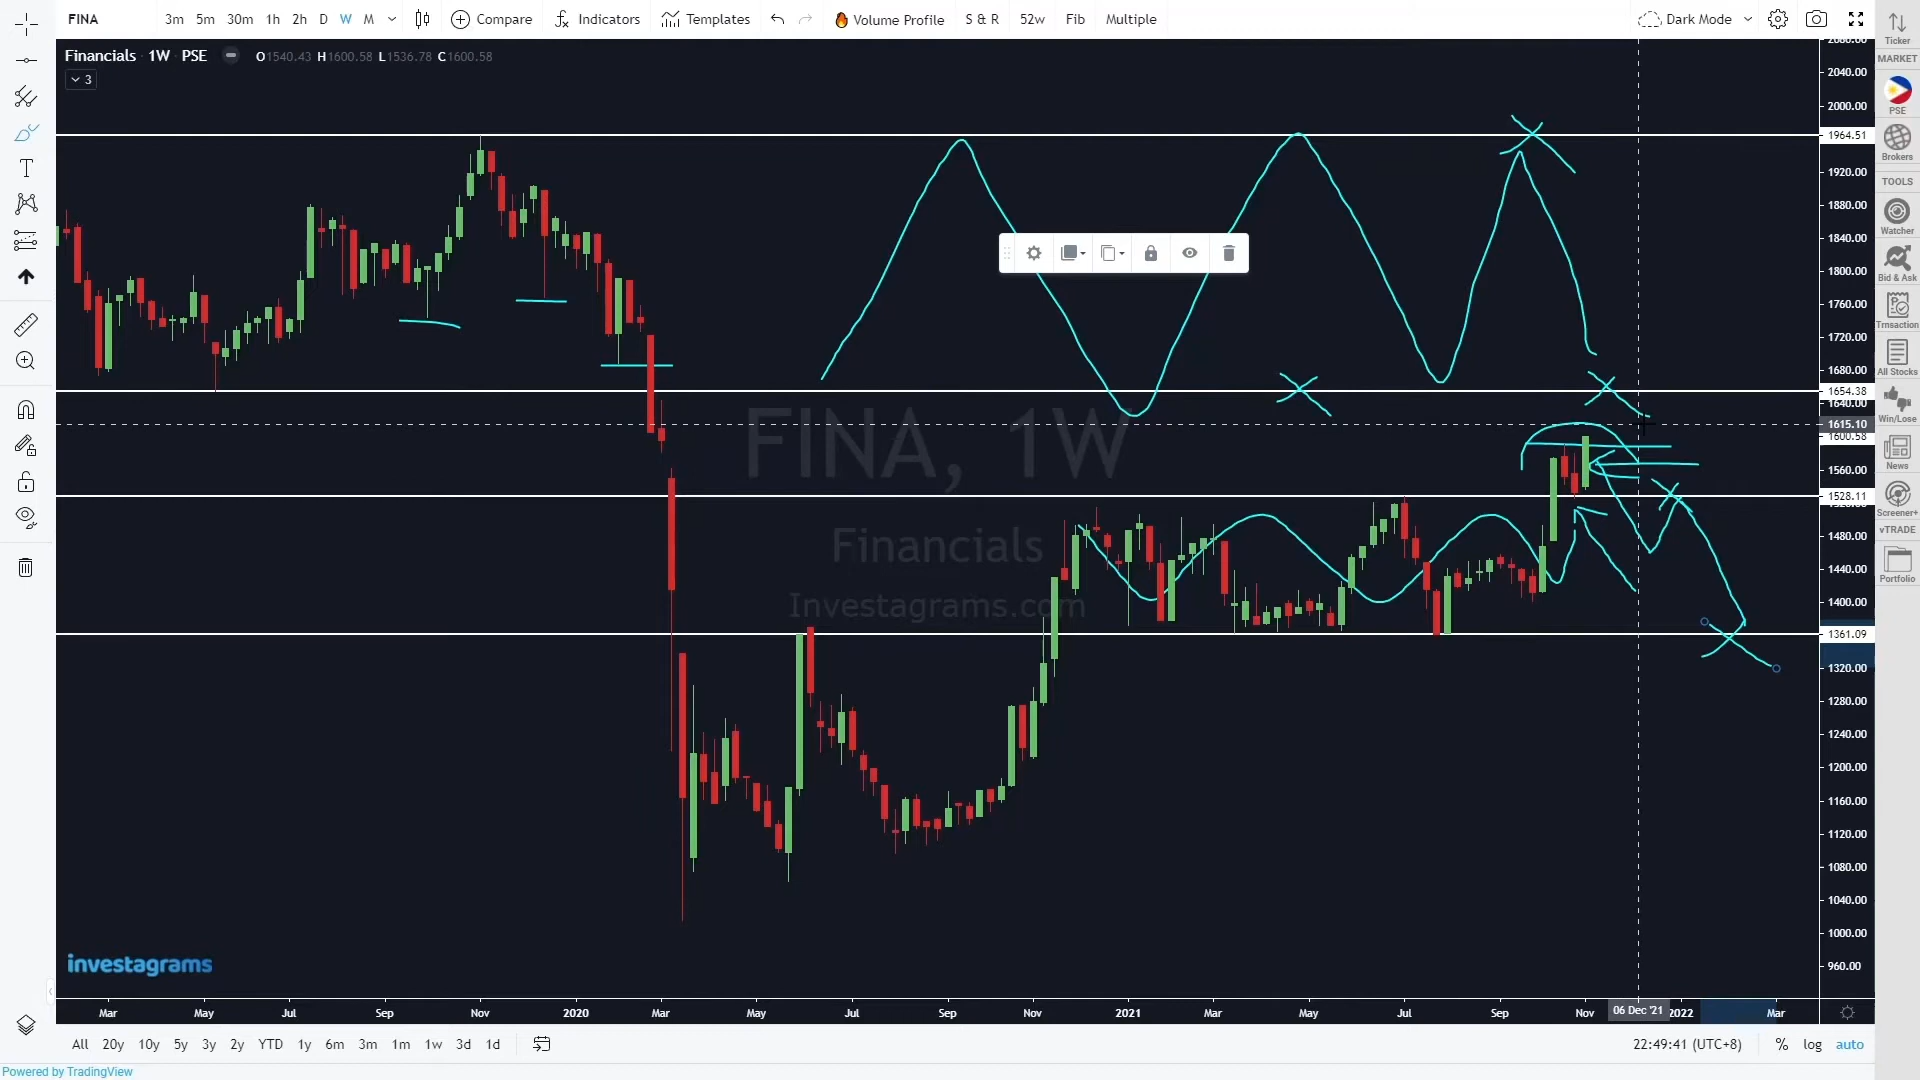 FINA 3m 5m 30m 1h 2h D W M Compare Indicators Templates Volume Profile S & R 52w Fib Multiple Dark Mode
Financials 1W PSE O1540.43 H1600.58 L1536.78 C1600.58
3
FINA, 1W
Financials
Investagrams.com
investagrams
2040.00
2000.00
1964.51
1920.00
1880.00
1840.00
1800.00
1760.00
1720.00
1680.00
1654.38
1640.00
1615.10
1600.58
1560.00
1528.11
1480.00
1440.00
1400.00
1361.09
1320.00
1280.00
1240.00
1200.00
1160.00
1120.00
1080.00
1040.00
1000.00
960.00
Mar May Jul Sep Nov 2020 Mar May Jul Sep Nov 2021 Mar May Jul Sep Nov 06 Dec '21 2022 Mar
All 20y 10y 5y 3y 2y YTD 1y 6m 3m 1m 1w 3d 1d 22:49:41 (UTC+8) % log auto
Powered by TradingView
Ticker
MARKET
PSE
Brokers
TOOLS
Watcher
Bid & Ask
Trnsaction
All Stocks
Win/Lose
News
Screener+
vTRADE
Portfolio